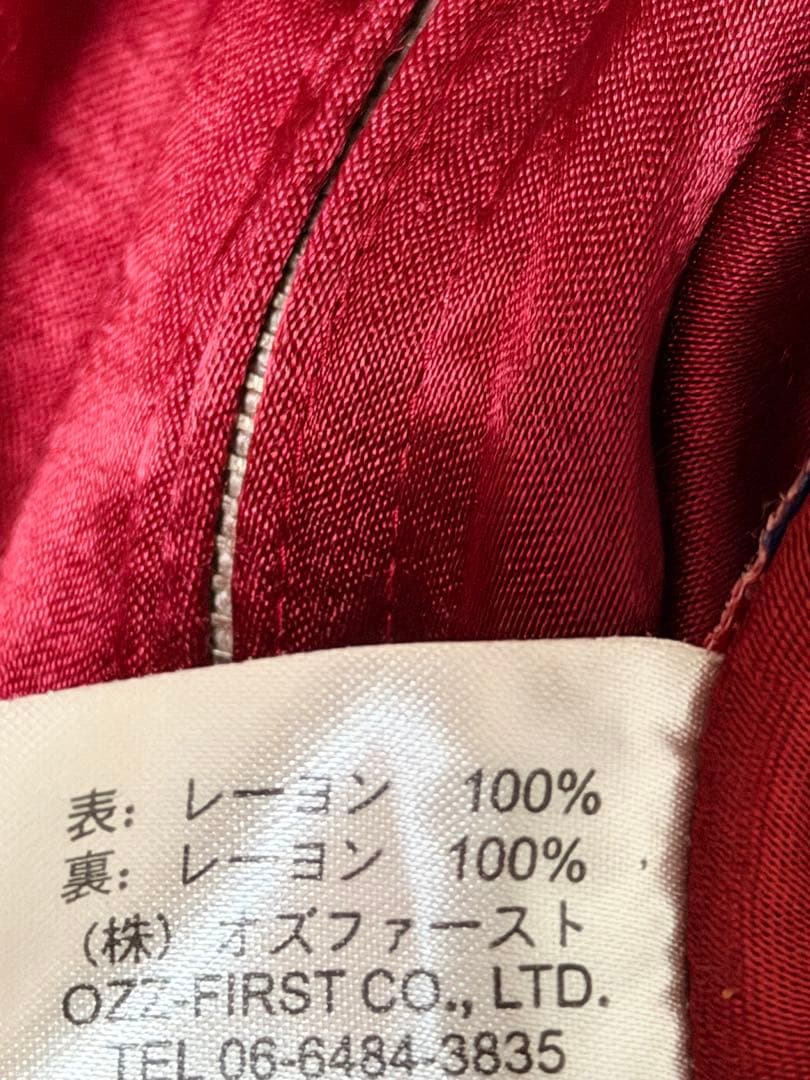 表: レーヨン 100%
裏: レーヨン 100%
(株) オズファースト
OZZ-FIRST CO., LTD.
TEL 06-6484-3835